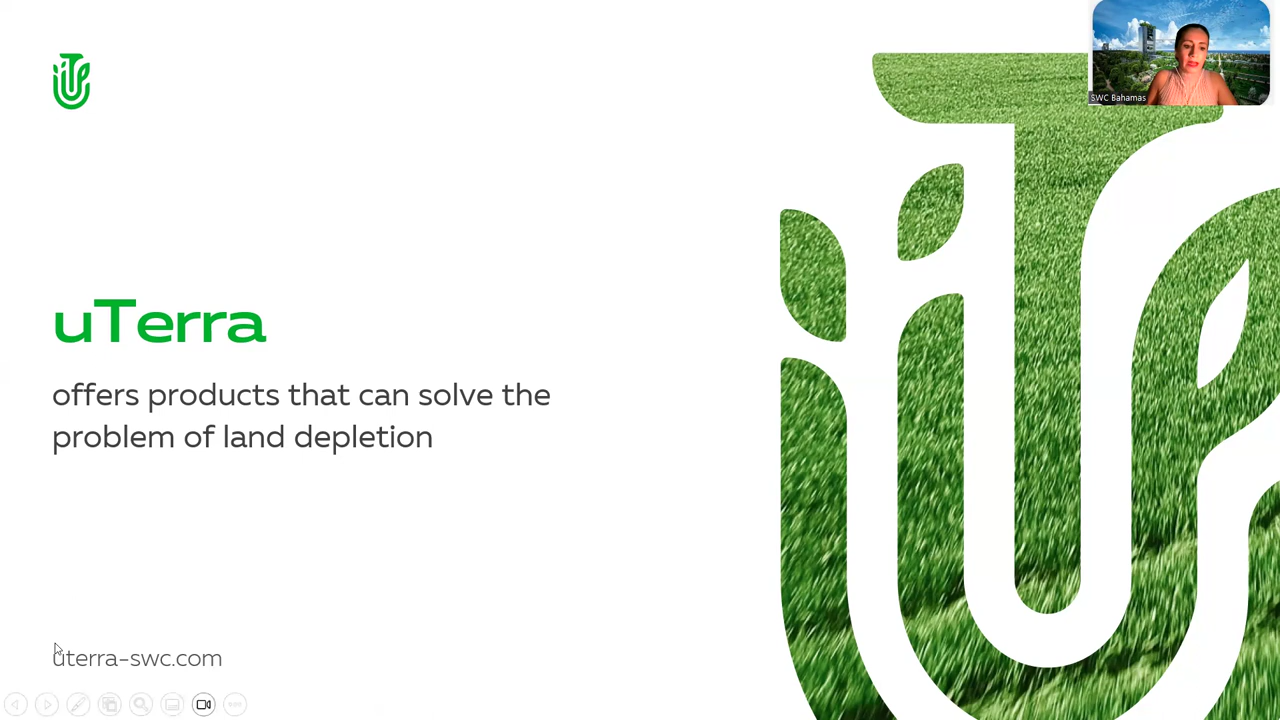 SWC Bahamas
uTerra
offers products that can solve the
problem of land depletion
uterra-swc.com